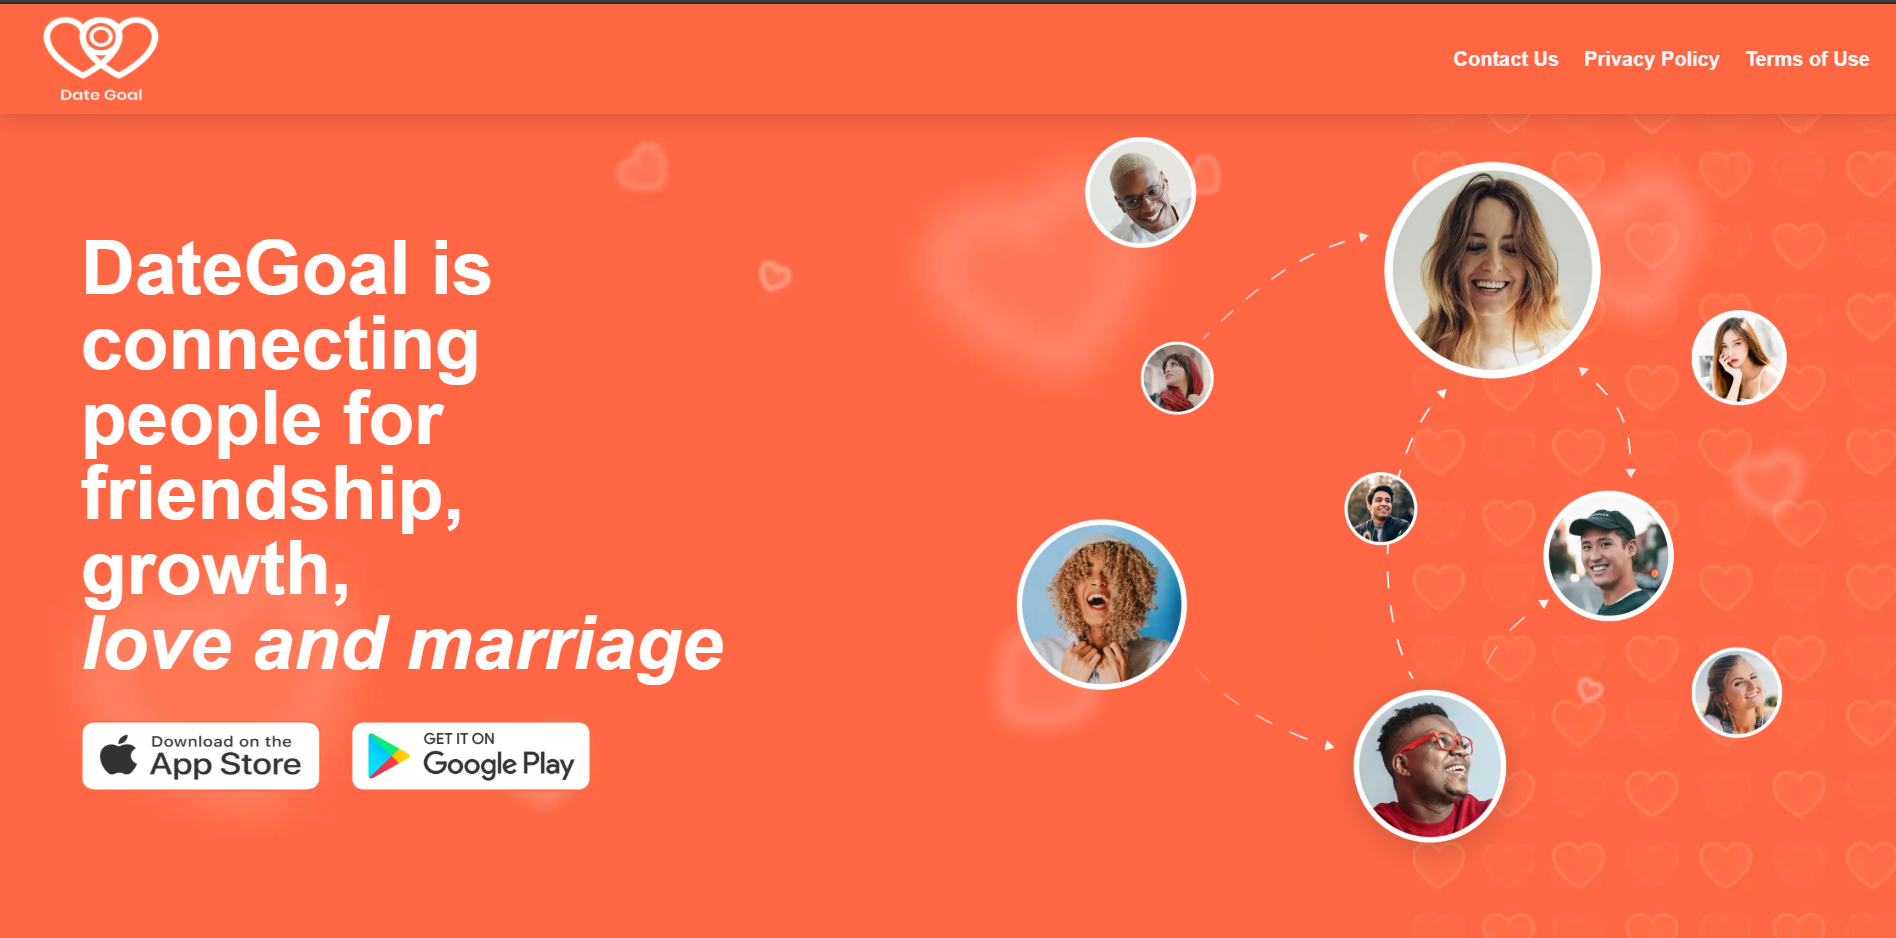 Date Goal
Contact Us
Privacy Policy
Terms of Use
DateGoal is
connecting
people for
friendship,
growth,
love and marriage
Download on the
App Store
GET IT ON
Google Play